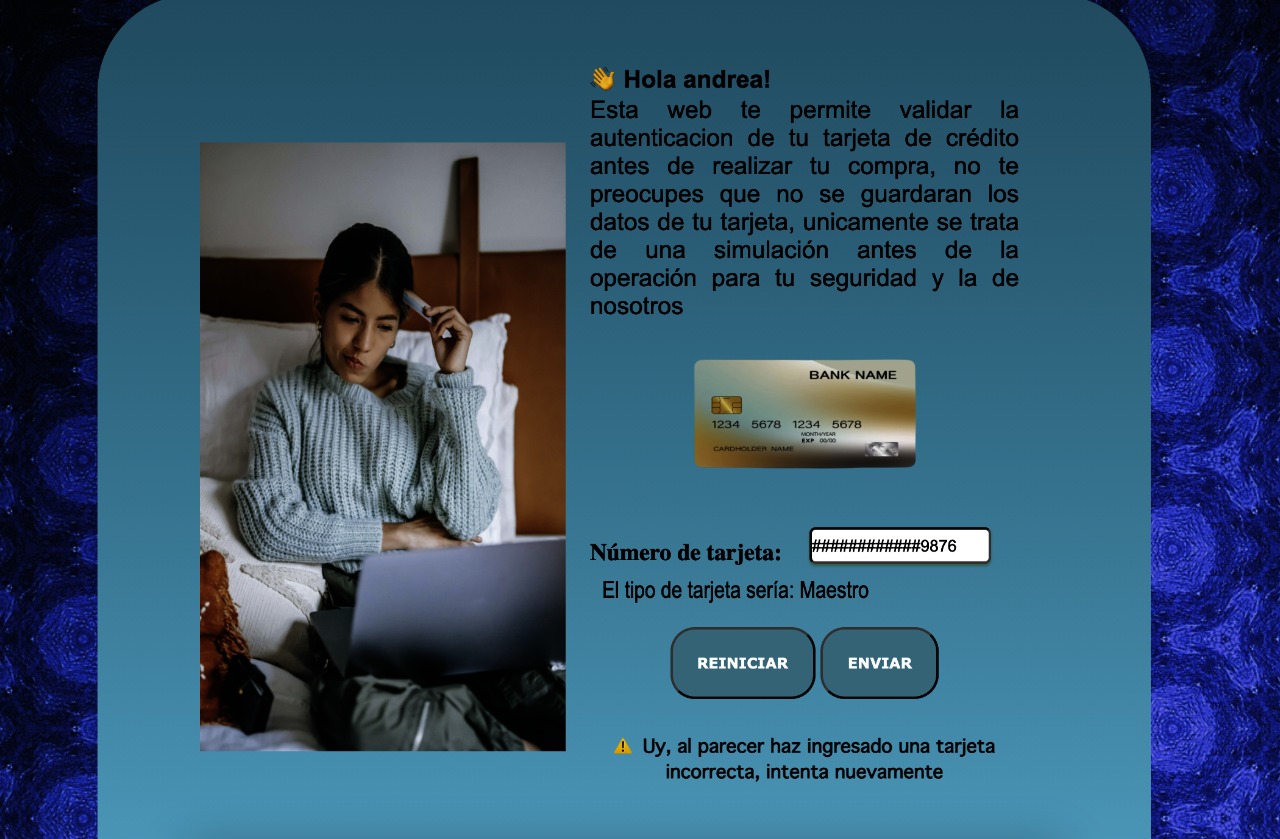 👋 Hola andrea!
Esta web te permite validar la
autenticacion de tu tarjeta de crédito
antes de realizar tu compra, no te
preocupes que no se guardaran los
datos de tu tarjeta, unicamente se trata
de una simulación antes de la
operación para tu seguridad y la de
nosotros
BANK NAME
1234 5678 1234 5678
MONTH/YEAR
EXP 00/00
CARDHOLDER NAME
Número de tarjeta: ############9876
El tipo de tarjeta sería: Maestro
REINICIAR ENVIAR
⚠️ Uy, al parecer haz ingresado una tarjeta
incorrecta, intenta nuevamente